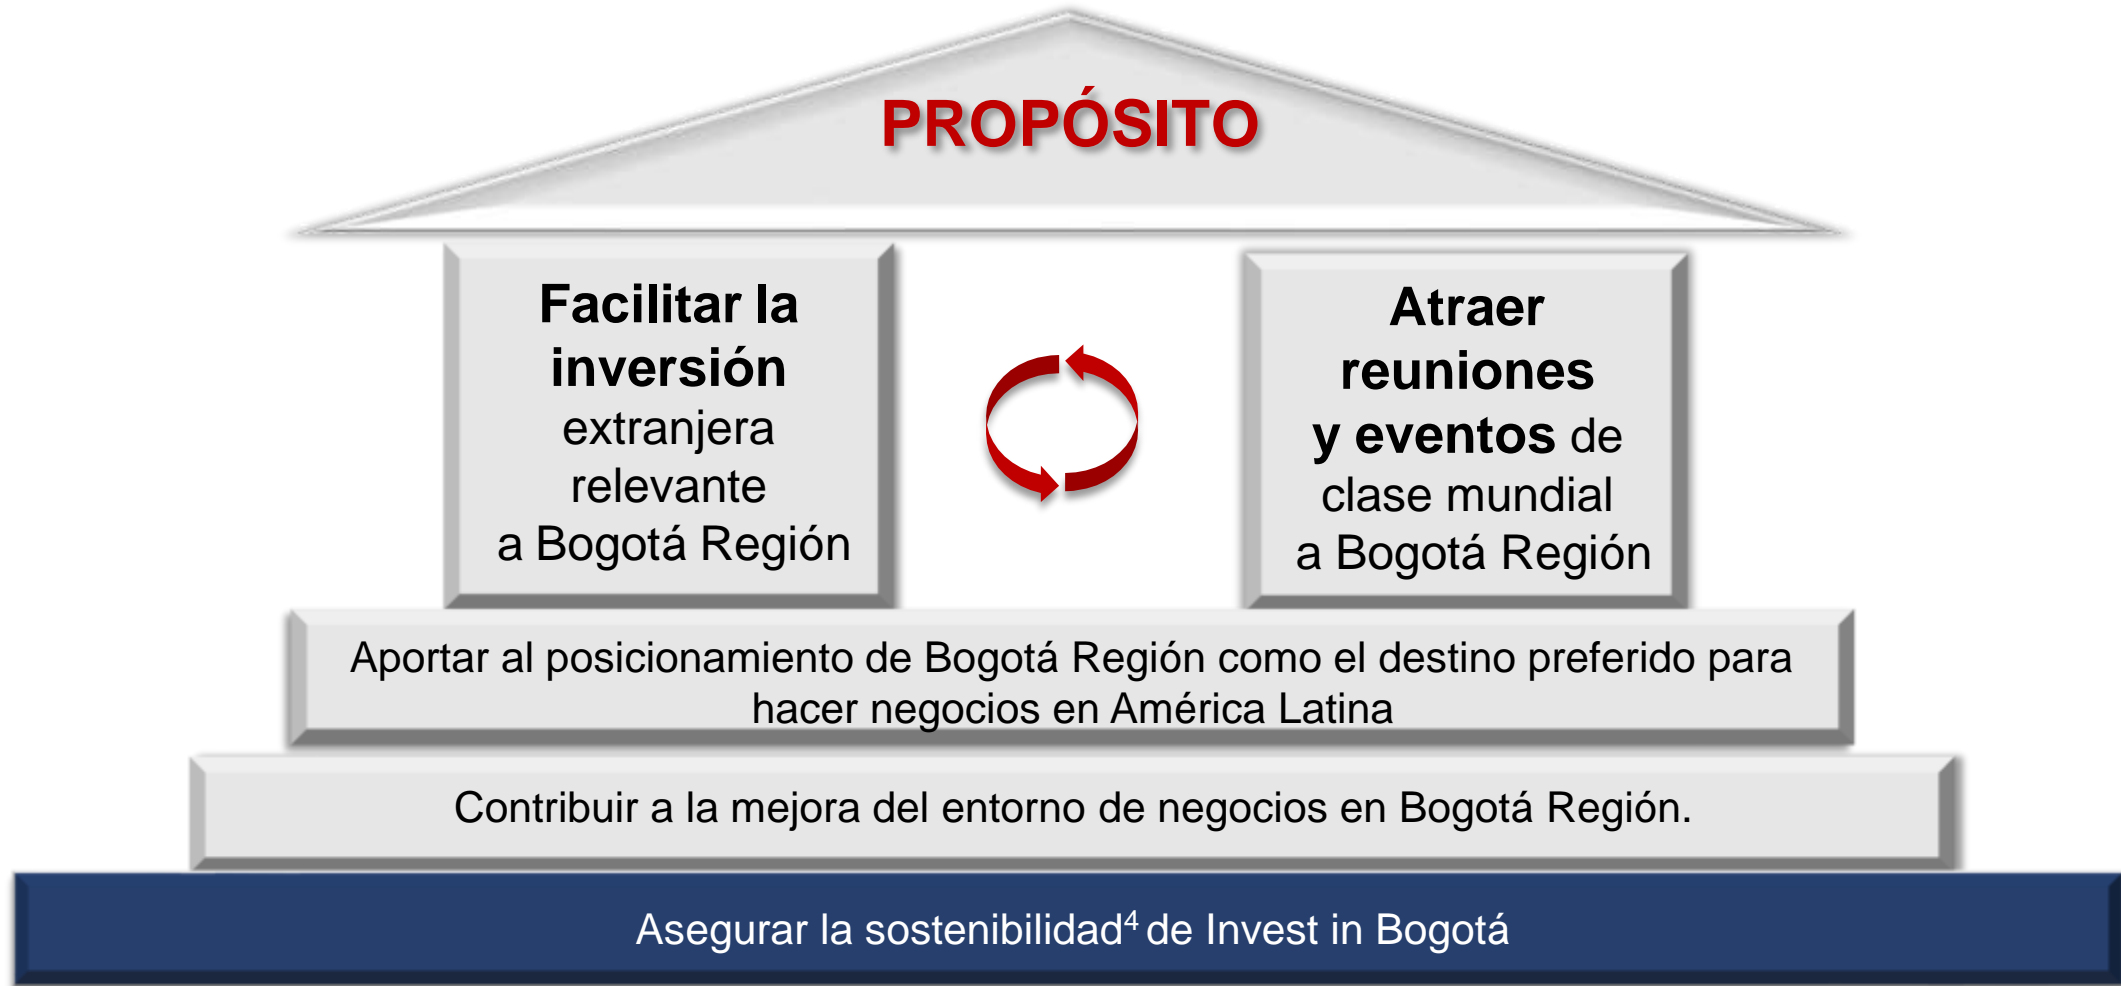 PROPÓSITO
Facilitar la
inversión
extranjera
relevante
a Bogotá Región
Atraer
reuniones
y eventos de
clase mundial
a Bogotá Región
Aportar al posicionamiento de Bogotá Región como el destino preferido para
hacer negocios en América Latina
Contribuir a la mejora del entorno de negocios en Bogotá Región.
Asegurar la sostenibilidad⁴ de Invest in Bogotá